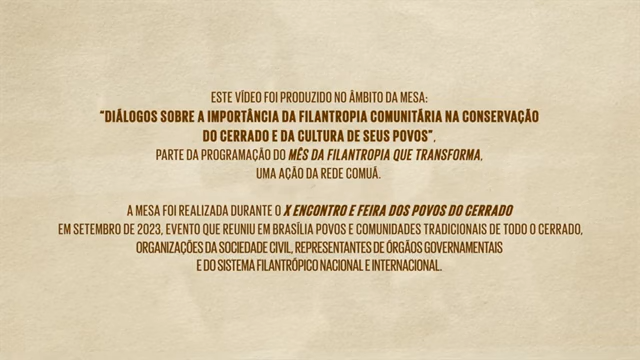 ESTE VÍDEO FOI PRODUZIDO NO ÂMBITO DA MESA:
"DIÁLOGOS SOBRE A IMPORTÂNCIA DA FILANTROPIA COMUNITÁRIA NA CONSERVAÇÃO
DO CERRADO E DA CULTURA DE SEUS POVOS",
PARTE DA PROGRAMAÇÃO DO MÊS DA FILANTROPIA QUE TRANSFORMA,
UMA AÇÃO DA REDE COMUÁ.
A MESA FOI REALIZADA DURANTE O X ENCONTRO E FEIRA DOS POVOS DO CERRADO
EM SETEMBRO DE 2023, EVENTO QUE REUNIU EM BRASÍLIA POVOS E COMUNIDADES TRADICIONAIS DE TODO O CERRADO,
ORGANIZAÇÕES DA SOCIEDADE CIVIL, REPRESENTANTES DE ÓRGÃOS GOVERNAMENTAIS
E DO SISTEMA FILANTRÓPICO NACIONAL E INTERNACIONAL.